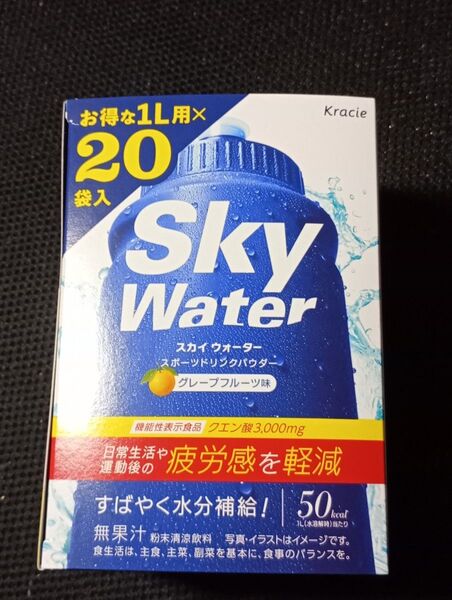 お得な1L用×
20
袋入
Kracie
Sky
Water
スカイ ウォーター
スポーツドリンクパウダー
グレープフルーツ味
機能性表示食品 クエン酸3,000mg
日常生活や
運動後の 疲労感を軽減
すばやく水分補給!
50kcal
1L(水溶解時)当たり
無果汁 粉末清涼飲料 写真・イラストはイメージです。
食生活は、主食、主菜、副菜を基本に、食事のバランスを。